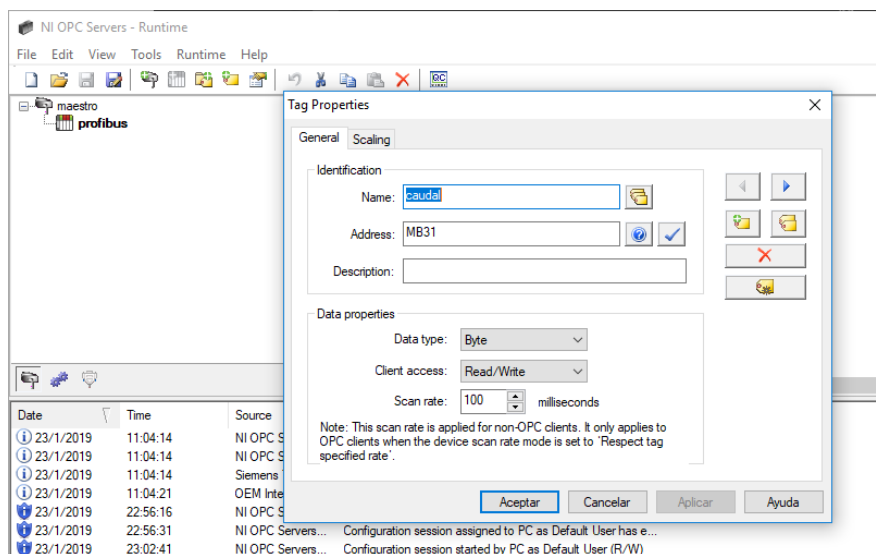 NI OPC Servers - Runtime
File Edit View Tools Runtime Help
QC
maestro
profibus
Tag Properties
General Scaling
Identification
Name: caudal
Address: MB31
Description:
Data properties
Data type: Byte
Client access: Read/Write
Scan rate: 100 milliseconds
Note: This scan rate is applied for non-OPC clients. It only applies to
OPC clients when the device scan rate mode is set to 'Respect tag
specified rate'.
Aceptar Cancelar Aplicar Ayuda
Date Time Source
23/1/2019 11:04:14 NI OPC S
23/1/2019 11:04:14 NI OPC S
23/1/2019 11:04:14 Siemens
23/1/2019 11:04:21 OEM Inte
23/1/2019 22:56:16 NI OPC S
23/1/2019 22:56:31 NI OPC Servers... Configuration session assigned to PC as Default User has e...
23/1/2019 23:02:41 NI OPC Servers... Configuration session started by PC as Default User (R/W)